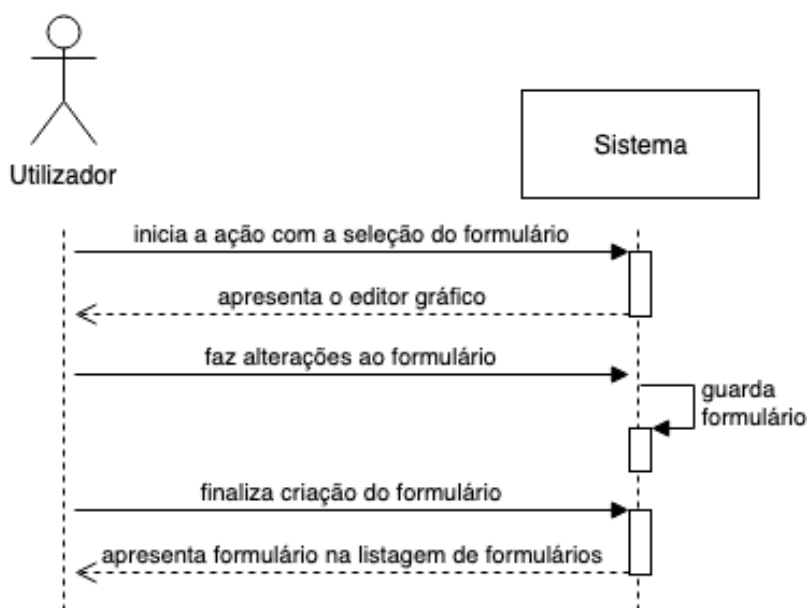 Utilizador
Sistema
inicia a ação com a seleção do formulário
apresenta o editor gráfico
faz alterações ao formulário
guarda
formulário
finaliza criação do formulário
apresenta formulário na listagem de formulários